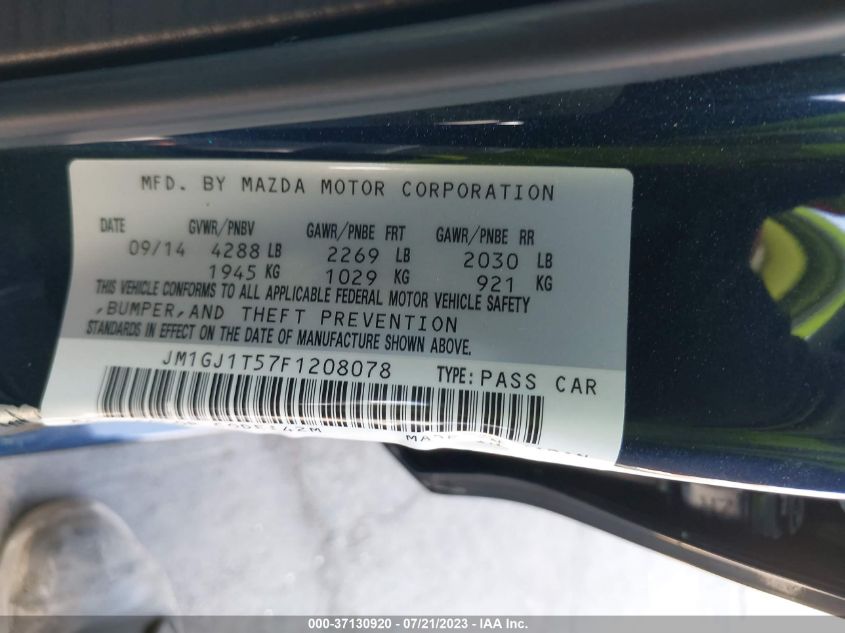 MFD. BY MAZDA MOTOR CORPORATION
DATE GVWR/PNBV GAWR/PNBE FRT GAWR/PNBE RR
09/14 4288 LB 2269 LB 2030 LB
1945 KG 1029 KG 921 KG
THIS VEHICLE CONFORMS TO ALL APPLICABLE FEDERAL MOTOR VEHICLE SAFETY
,BUMPER,AND THEFT PREVENTION
STANDARDS IN EFFECT ON THE DATE OF MANUFACTURE SHOWN ABOVE.
JM1GJ1T57F1208078 TYPE: PASS CAR
000-37130920 - 07/21/2023 - IAA Inc.